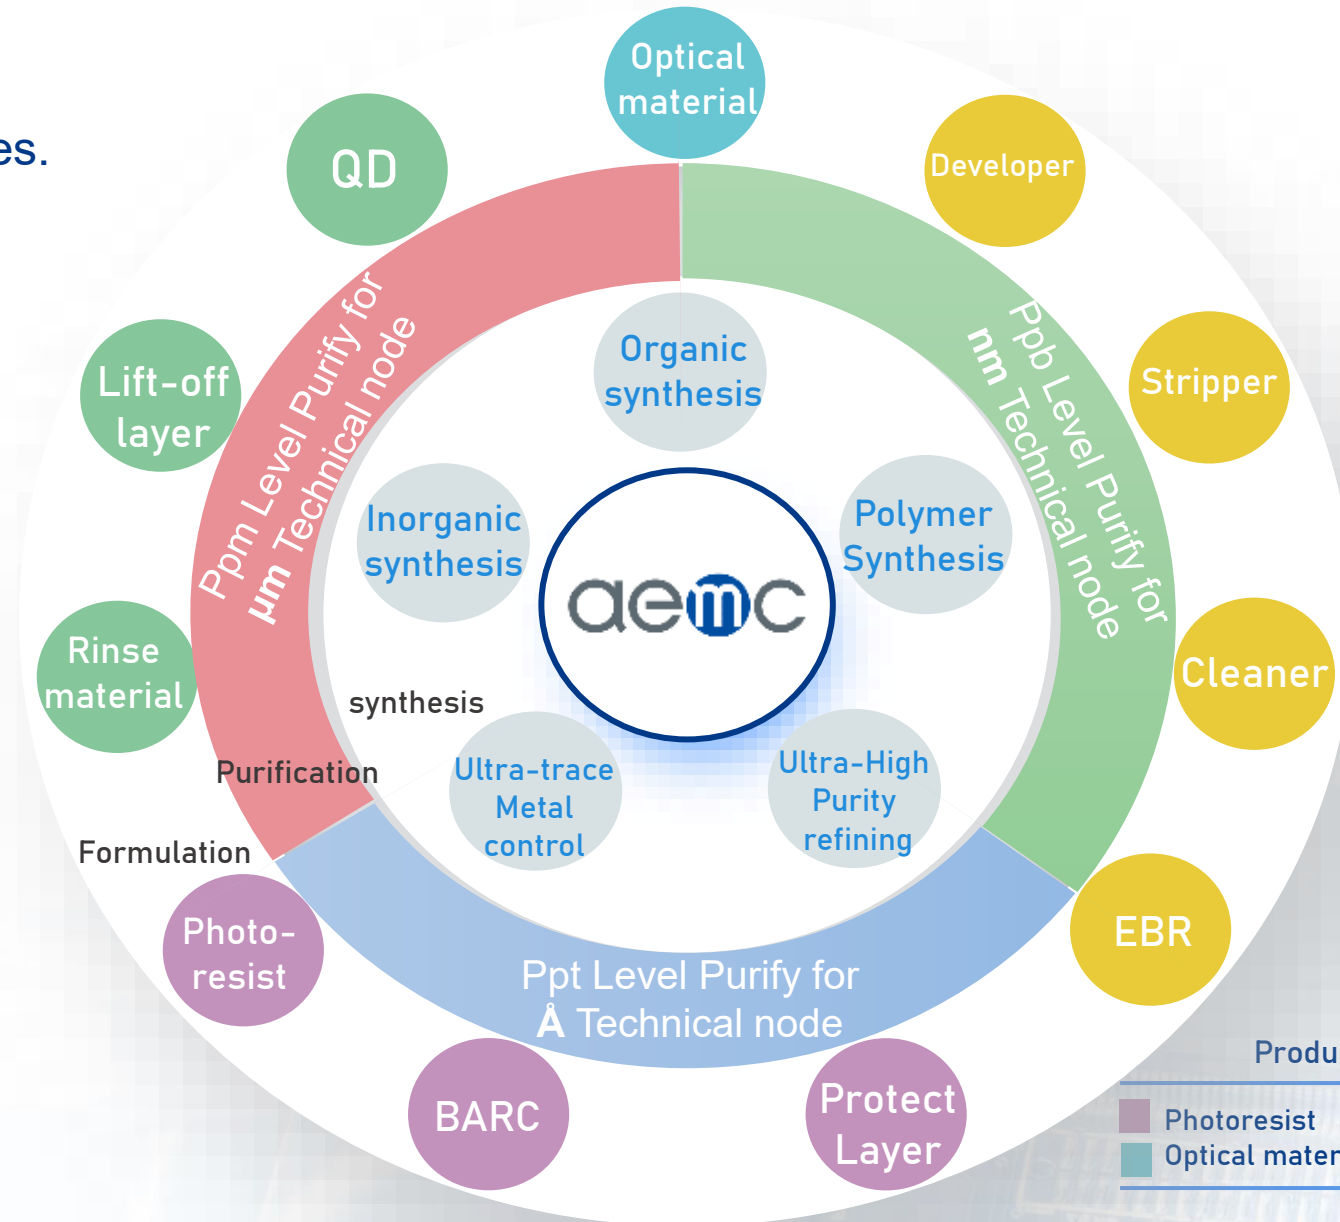 es.
Optical
material
QD
Developer
Lift-off
layer
Stripper
Ppm Level Purify for
µm Technical node
Ppb Level Purify for
nm Technical node
Organic
synthesis
Inorganic
synthesis
Polymer
Synthesis
aemc
Rinse
material
Cleaner
synthesis
Purification
Formulation
Ultra-trace
Metal
control
Ultra-High
Purity
refining
Photo-
resist
EBR
Ppt Level Purify for
Å Technical node
BARC
Protect
Layer
Produ
Photoresist
Optical mater